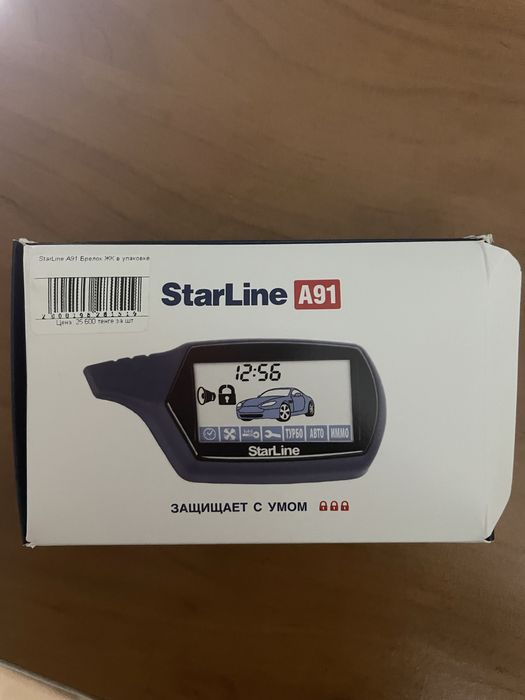 StarLine A91 Брелок ЖК в упаковке
2000198281519
Цена: 25 600 тенге за шт
StarLine A91
12:56
ТУРБО АВТО ИММО
StarLine
ЗАЩИЩАЕТ С УМОМ